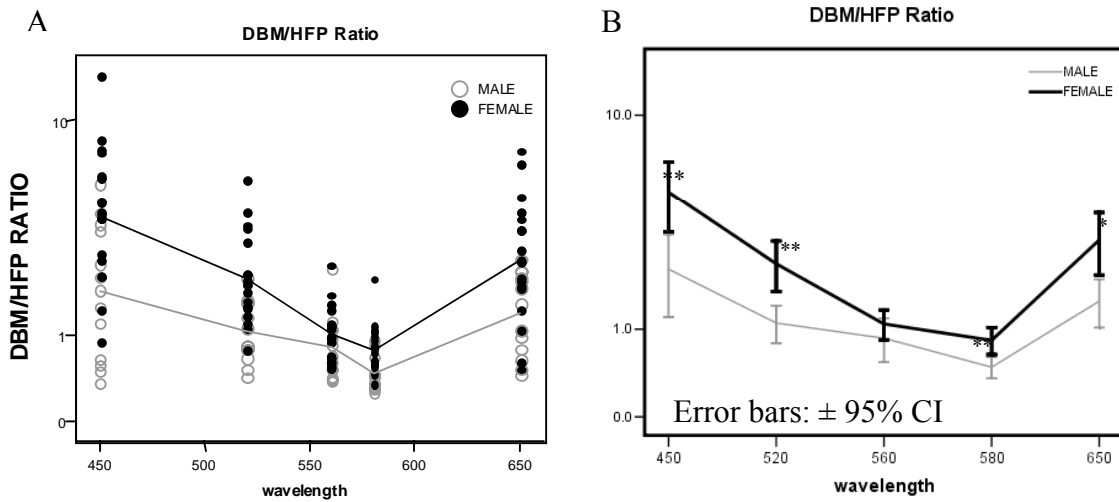 A
DBM/HFP Ratio
MALE
FEMALE
10
1
0
DBM/HFP RATIO
450 500 550 600 650
wavelength
B
DBM/HFP Ratio
MALE
FEMALE
10.0
1.0
0.0
**
**
**
*
Error bars: ± 95% CI
450 520 560 580 650
wavelength